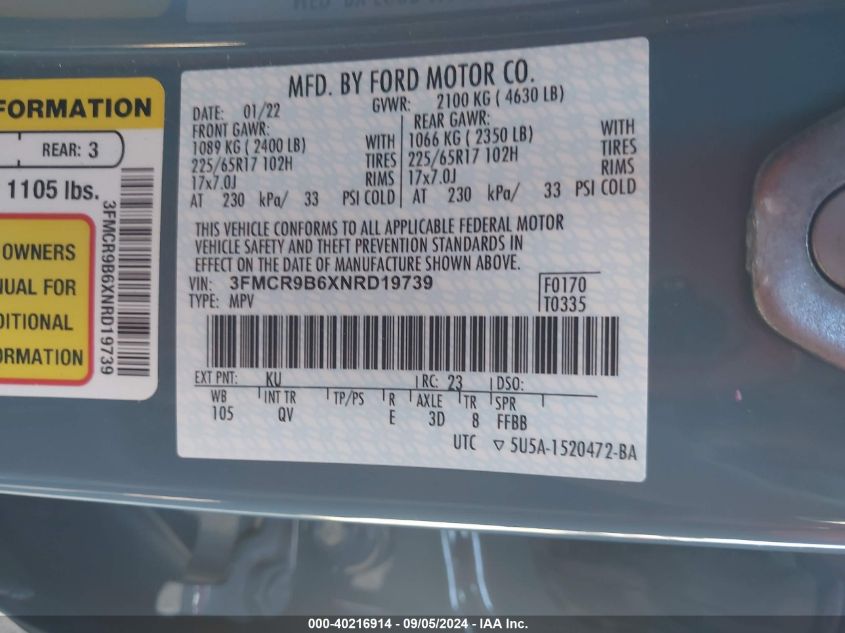 FORMATION
REAR: 3
1105 lbs.
OWNERS
NUAL FOR
DITIONAL
ORMATION
3FMCR9B6XNRD19739
MFD. BY FORD MOTOR CO.
DATE: 01/22 GVWR: 2100 KG ( 4630 LB)
FRONT GAWR: REAR GAWR:
1089 KG ( 2400 LB) WITH 1066 KG ( 2350 LB) WITH
225/65R17 102H TIRES 225/65R17 102H TIRES
17x7.0J RIMS 17x7.0J RIMS
AT 230 kPa/ 33 PSI COLD AT 230 kPa/ 33 PSI COLD
THIS VEHICLE CONFORMS TO ALL APPLICABLE FEDERAL MOTOR
VEHICLE SAFETY AND THEFT PREVENTION STANDARDS IN
EFFECT ON THE DATE OF MANUFACTURE SHOWN ABOVE.
VIN: 3FMCR9B6XNRD19739 F0170
TYPE: MPV T0335
EXT PNT: KU RC: 23 DSO:
WB INT TR TP/PS R AXLE TR SPR
105 QV E 3D 8 FFBB
UTC ▽ 5U5A-1520472-BA
000-40216914 - 09/05/2024 - IAA Inc.